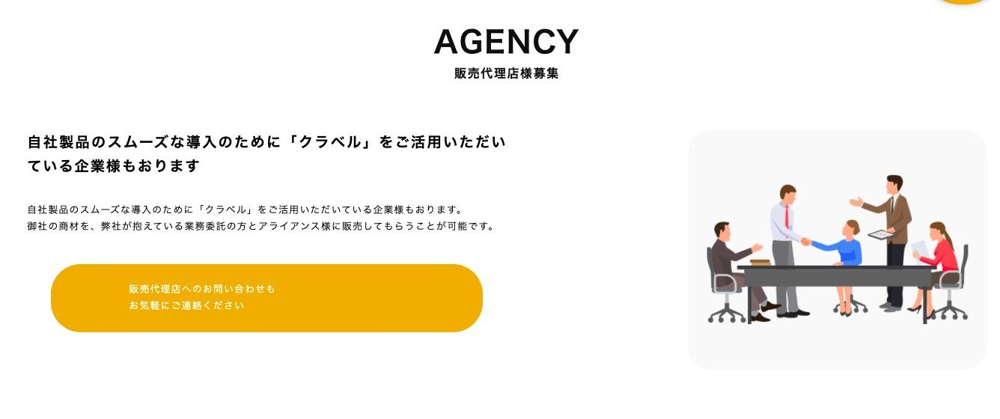 AGENCY
販売代理店様募集
自社製品のスムーズな導入のために「クラベル」をご活用いただい
ている企業様もおります
自社製品のスムーズな導入のために「クラベル」をご活用いただいている企業様もおります。
御社の商材を、弊社が抱えている業務委託の方とアライアンス様に販売してもらうことが可能です。
販売代理店へのお問い合わせも
お気軽にご連絡ください